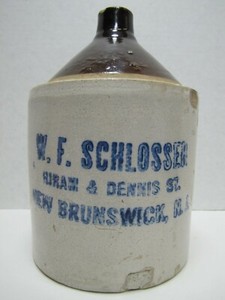 W. F. SCHLOSSER
HIRAM & DENNIS ST.
NEW BRUNSWICK, N.J.